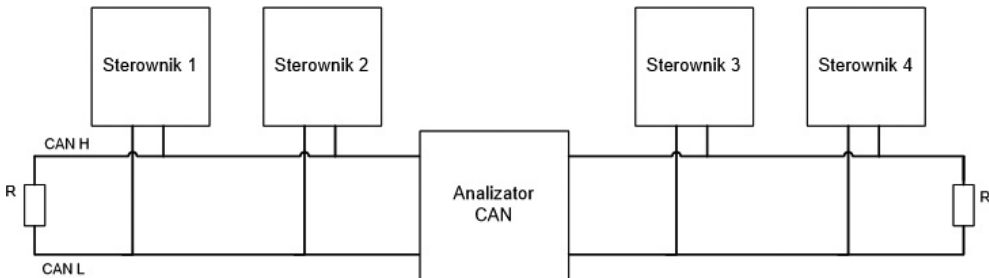 Sterownik 1
Sterownik 2
Sterownik 3
Sterownik 4
CAN H
R
Analizator
CAN
R
CAN L